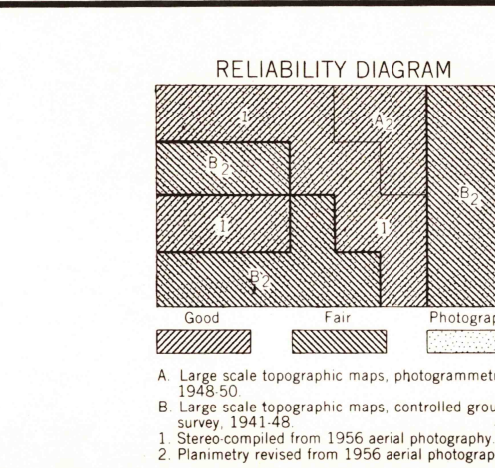 RELIABILITY DIAGRAM
1 A2
B2 B2
1 1
B2
Good Fair Photograp
A. Large scale topographic maps, photogrammetr
1948-50.
B. Large scale topographic maps, controlled grou
survey, 1941-48.
1. Stereo-compiled from 1956 aerial photography.
2. Planimetry revised from 1956 aerial photograp